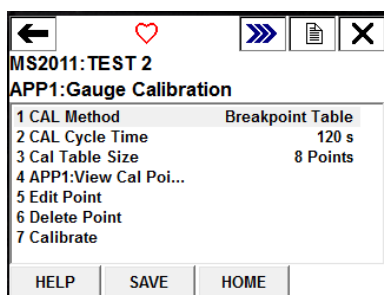 MS2011:TEST 2
APP1:Gauge Calibration
1 CAL Method Breakpoint Table
2 CAL Cycle Time 120 s
3 Cal Table Size 8 Points
4 APP1:View Cal Poi...
5 Edit Point
6 Delete Point
7 Calibrate
HELP SAVE HOME